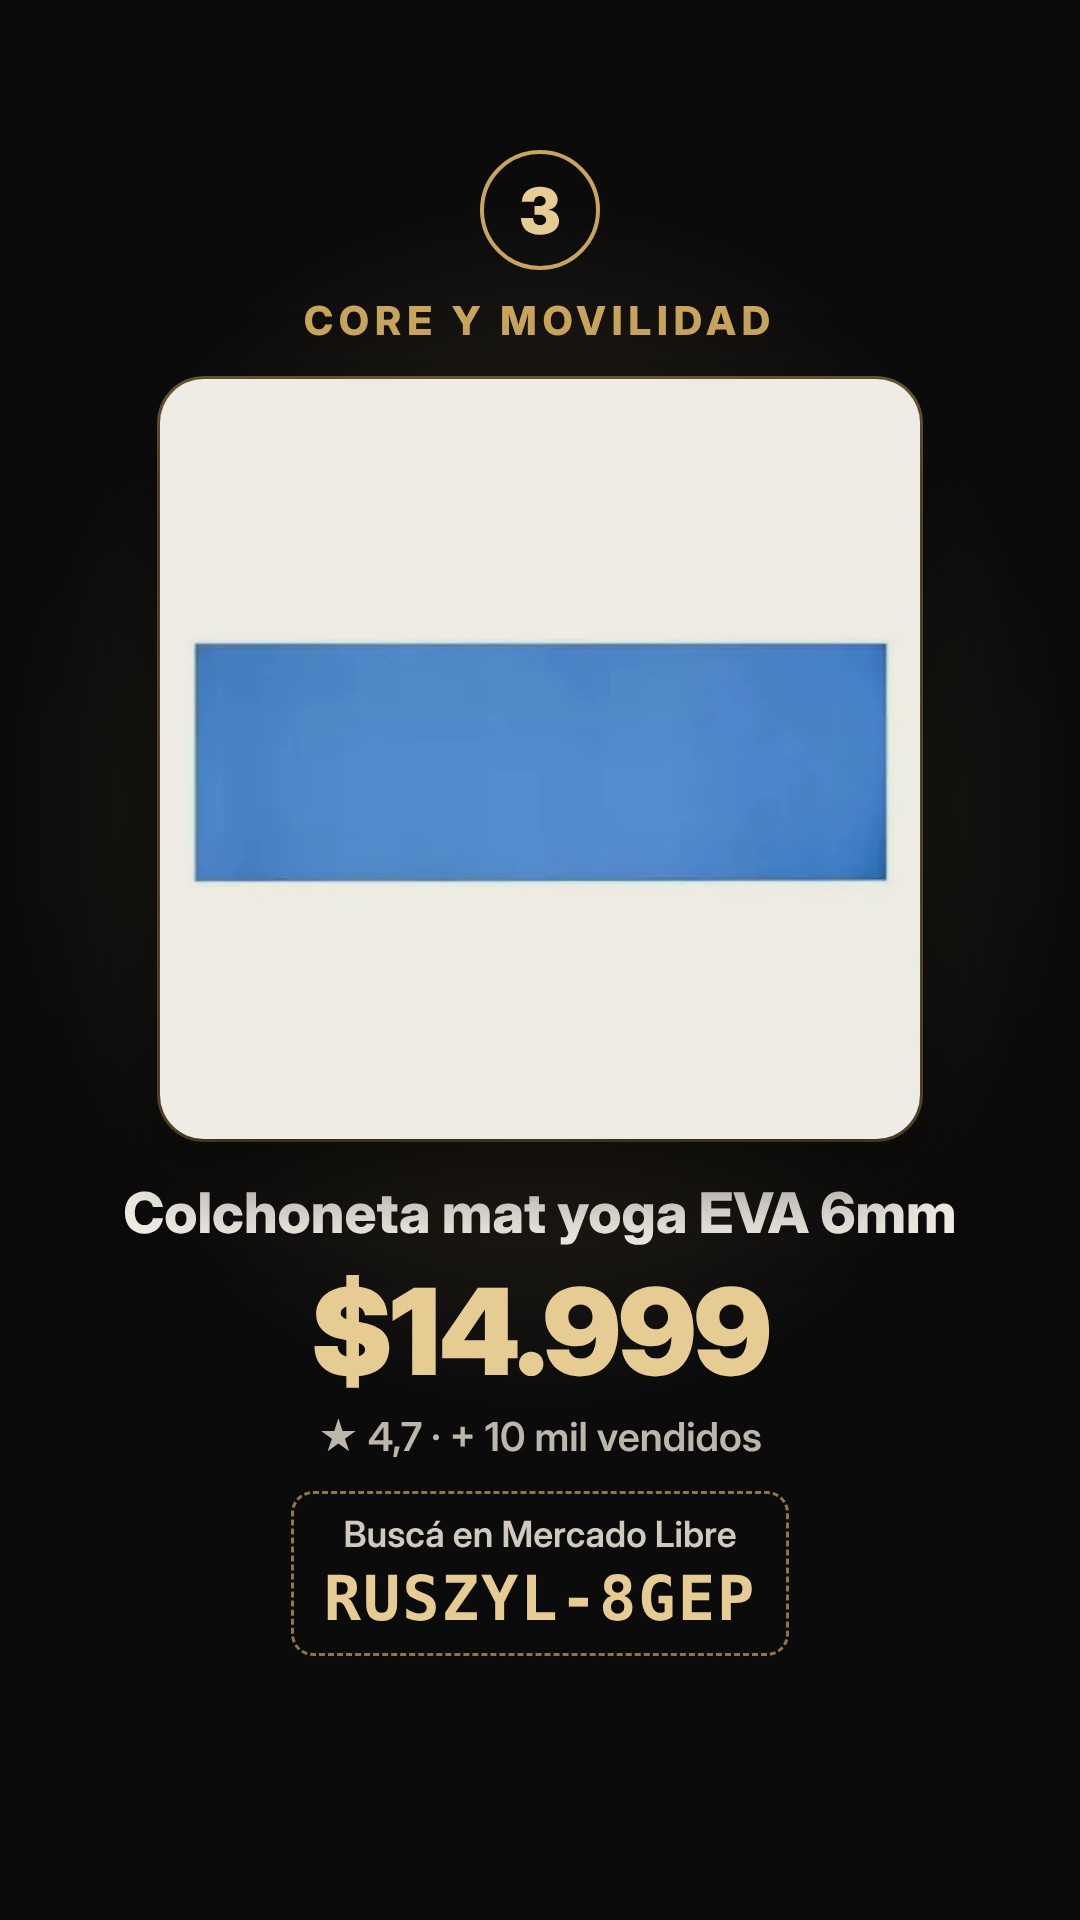 3
CORE Y MOVILIDAD
Colchoneta mat yoga EVA 6mm
$14.999
★ 4,7 · + 10 mil vendidos
Buscá en Mercado Libre
RUSZYL-8GEP